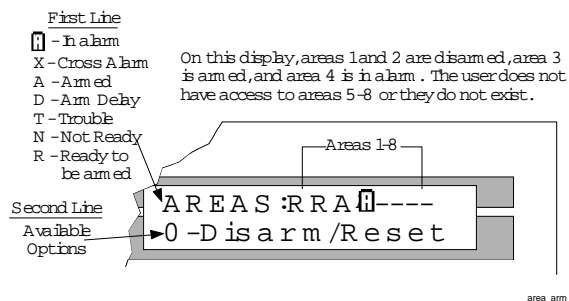 First Line
A - In alarm
X - Cross Alarm
A - Armed
D - Arm Delay
T - Trouble
N - Not Ready
R - Ready to
be armed
On this display, areas 1 and 2 are disarmed, area 3
is armed, and area 4 is in alarm. The user does not
have access to areas 5-8 or they do not exist.
Areas 1-8
AREAS:RRAA----
0-Disarm/Reset
Second Line
Available
Options
area_arm